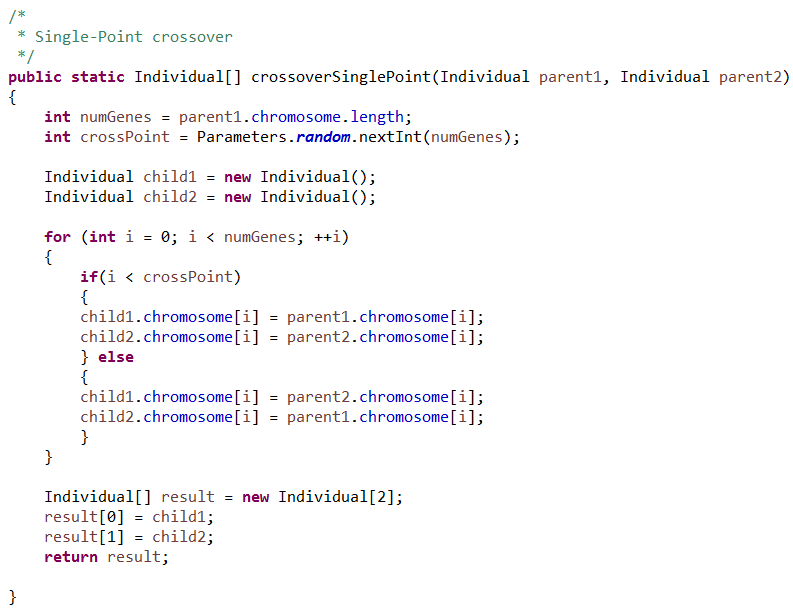 /*
 * Single-Point crossover
 */
public static Individual[] crossoverSinglePoint(Individual parent1, Individual parent2)
{
    int numGenes = parent1.chromosome.length;
    int crossPoint = Parameters.random.nextInt(numGenes);

    Individual child1 = new Individual();
    Individual child2 = new Individual();

    for (int i = 0; i < numGenes; ++i)
    {
        if(i < crossPoint)
        {
        child1.chromosome[i] = parent1.chromosome[i];
        child2.chromosome[i] = parent2.chromosome[i];
        } else
        {
        child1.chromosome[i] = parent2.chromosome[i];
        child2.chromosome[i] = parent1.chromosome[i];
        }
    }

    Individual[] result = new Individual[2];
    result[0] = child1;
    result[1] = child2;
    return result;

}